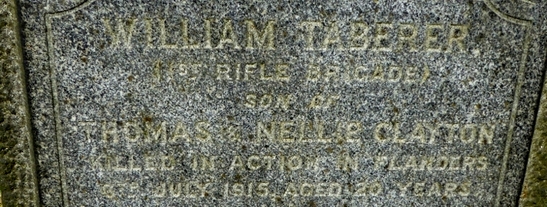 WILLIAM TABERER,
(1ST RIFLE BRIGADE)
SON OF
THOMAS & NELLIE CLAYTON
KILLED IN ACTION IN FLANDERS
JULY 1915, AGED 20 YEARS.